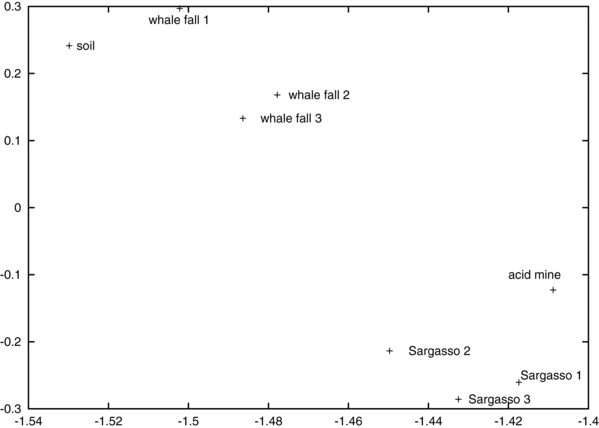 0.3
whale fall 1
soil
0.2
whale fall 2
whale fall 3
0.1
0
-0.1
acid mine
-0.2
Sargasso 2
Sargasso 1
Sargasso 3
-0.3
-1.54 -1.52 -1.5 -1.48 -1.46 -1.44 -1.42 -1.4